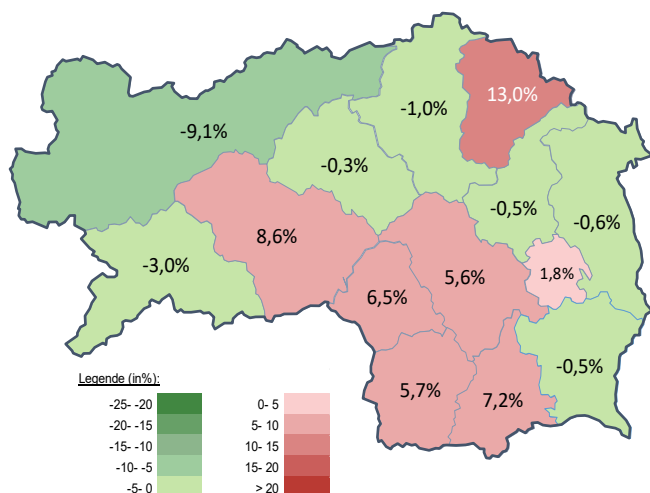 13,0%
-1,0%
-9,1%
-0,3%
-0,5%
-0,6%
8,6%
-3,0%
5,6%
1,8%
6,5%
-0,5%
5,7%
7,2%
Legende (in%):
-25- -20 0- 5
-20- -15 5- 10
-15- -10 10- 15
-10- -5 15- 20
-5- 0 > 20